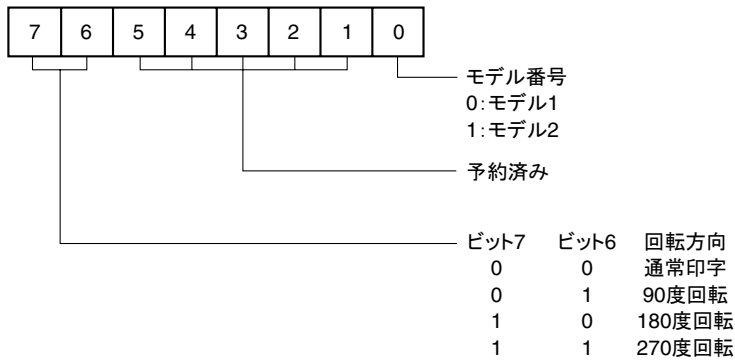 7 6 5 4 3 2 1 0
モデル番号
0:モデル1
1:モデル2
予約済み
ビット7 ビット6 回転方向
0 0 通常印字
0 1 90度回転
1 0 180度回転
1 1 270度回転